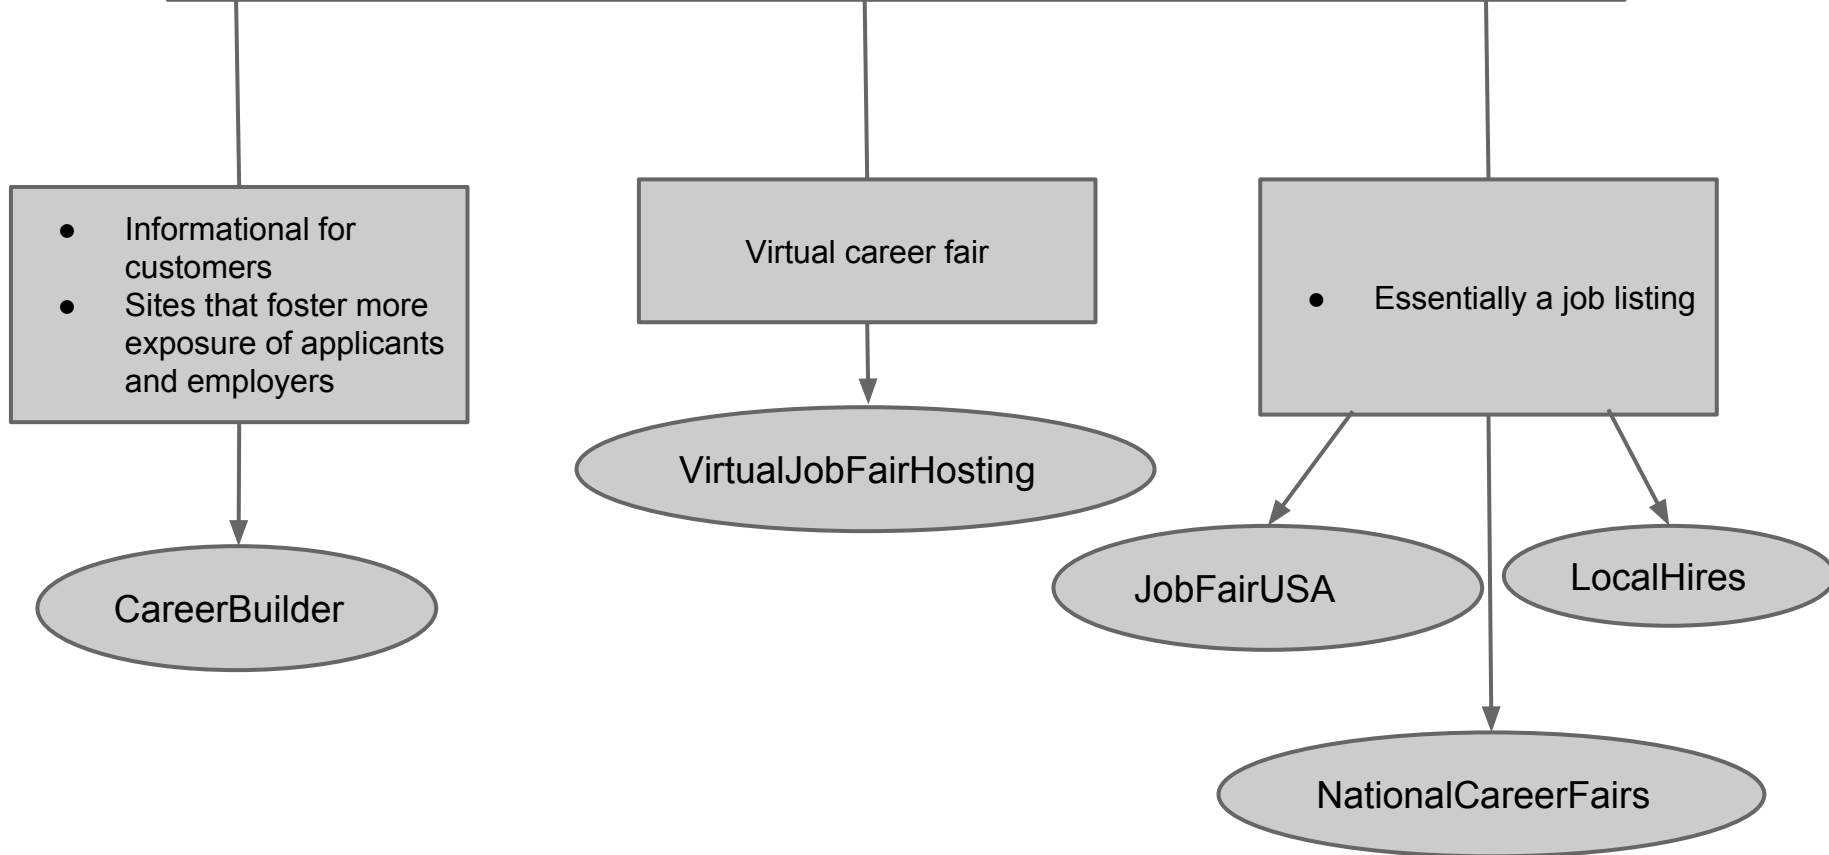 ● Informational for
customers
● Sites that foster more
exposure of applicants
and employers
Virtual career fair
● Essentially a job listing
VirtualJobFairHosting
CareerBuilder
JobFairUSA
LocalHires
NationalCareerFairs